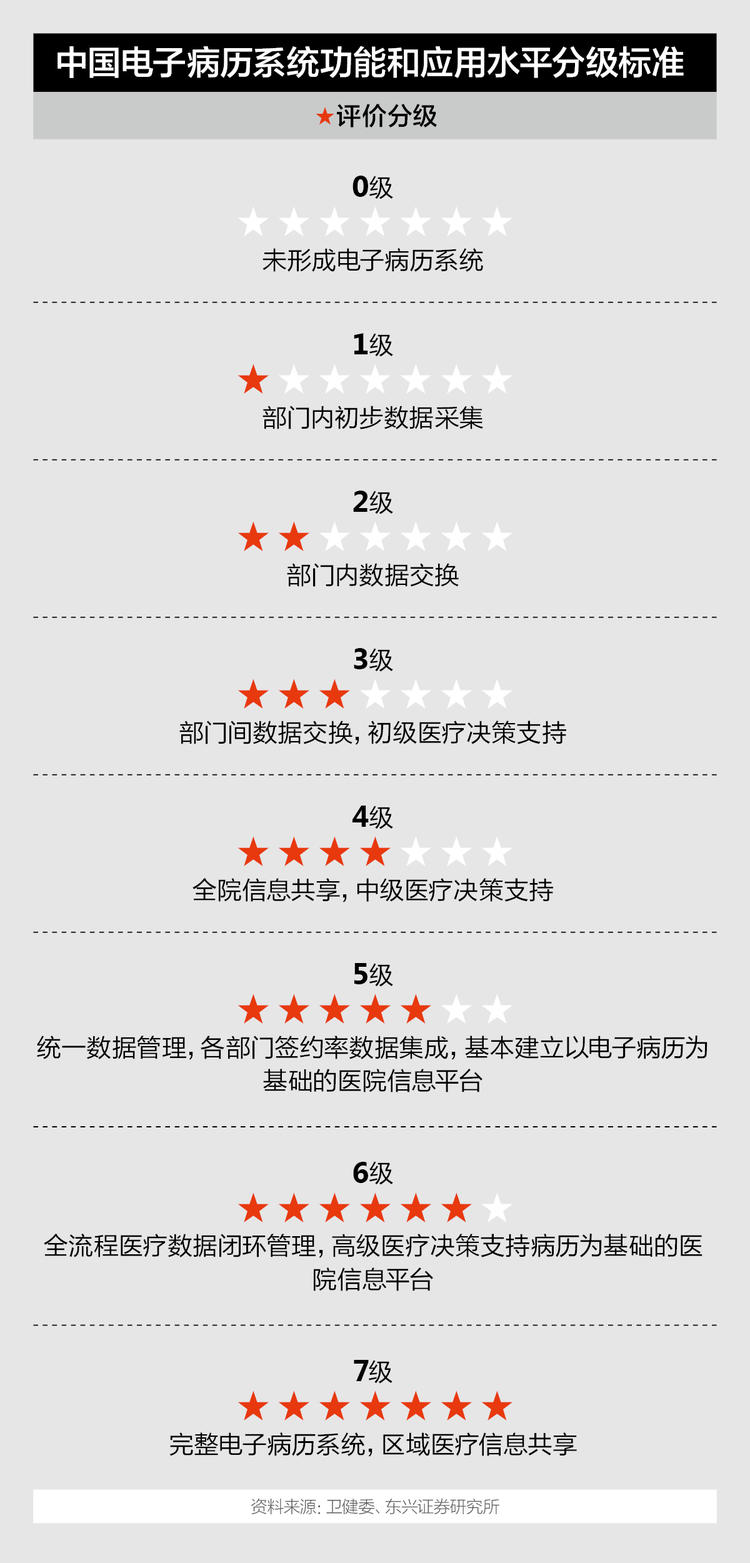 中国电子病历系统功能和应用水平分级标准
★评价分级
0级
未形成电子病历系统
1级
部门内初步数据采集
2级
部门内数据交换
3级
部门间数据交换,初级医疗决策支持
4级
全院信息共享,中级医疗决策支持
5级
统一数据管理,各部门签约率数据集成,基本建立以电子病历为
基础的医院信息平台
6级
全流程医疗数据闭环管理,高级医疗决策支持病历为基础的医
院信息平台
7级
完整电子病历系统,区域医疗信息共享
资料来源:卫健委、东兴证券研究所